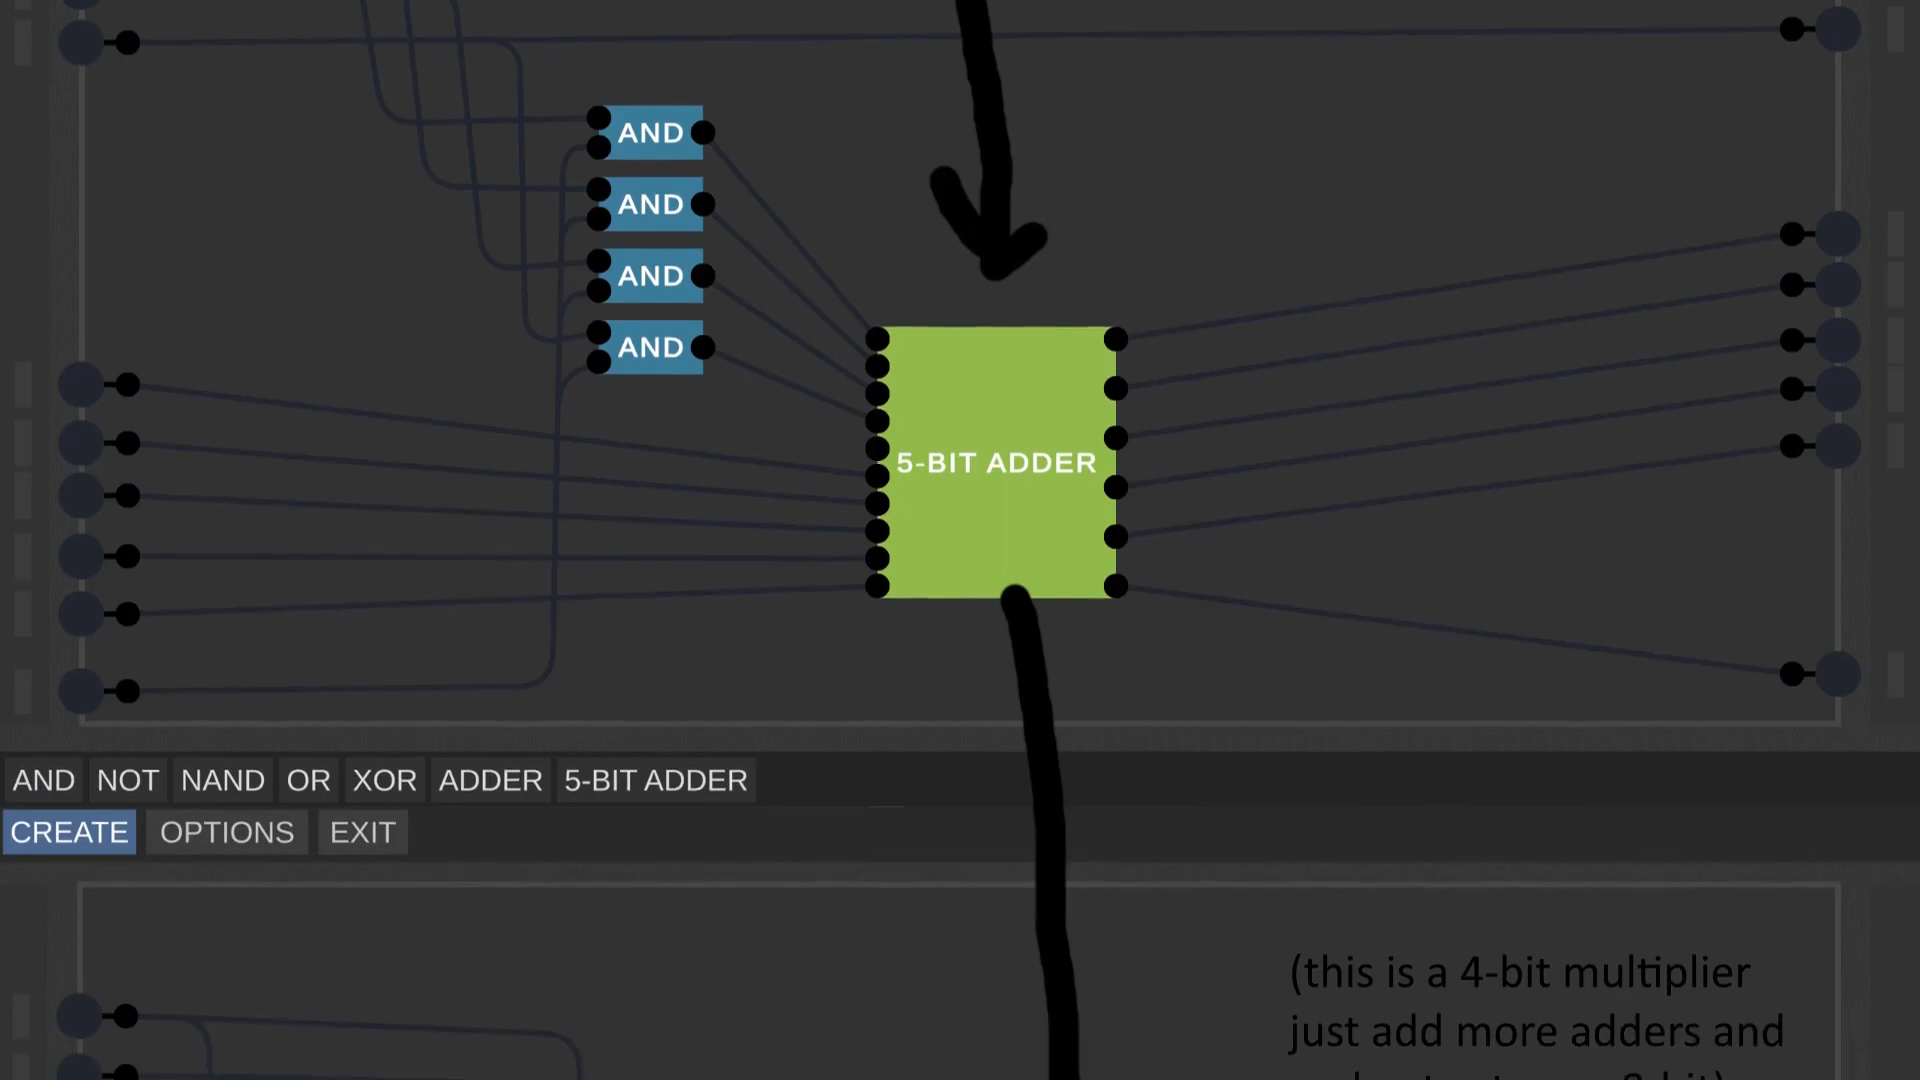 AND
AND
AND
AND
5-BIT ADDER
AND NOT NAND OR XOR ADDER 5-BIT ADDER
CREATE OPTIONS EXIT
(this is a 4-bit multiplier
just add more adders and